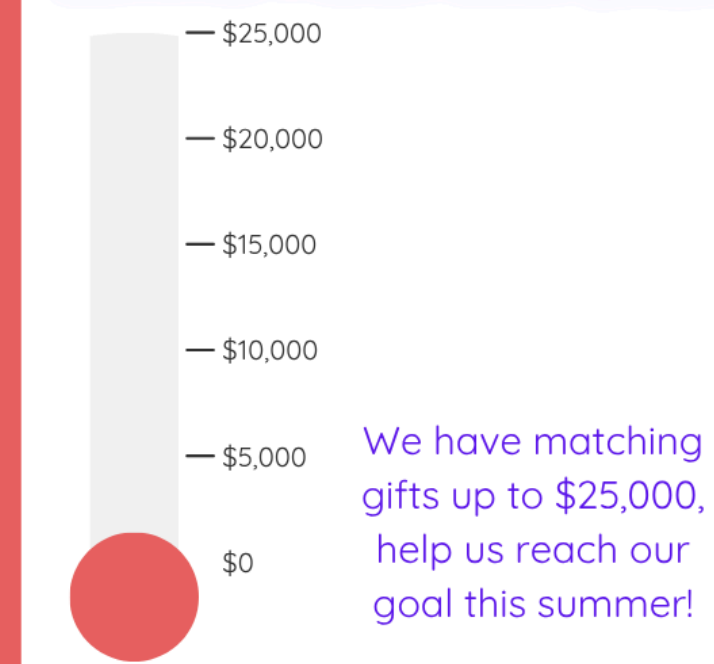 $25,000
$20,000
$15,000
$10,000
$5,000
$0
We have matching
gifts up to $25,000,
help us reach our
goal this summer!